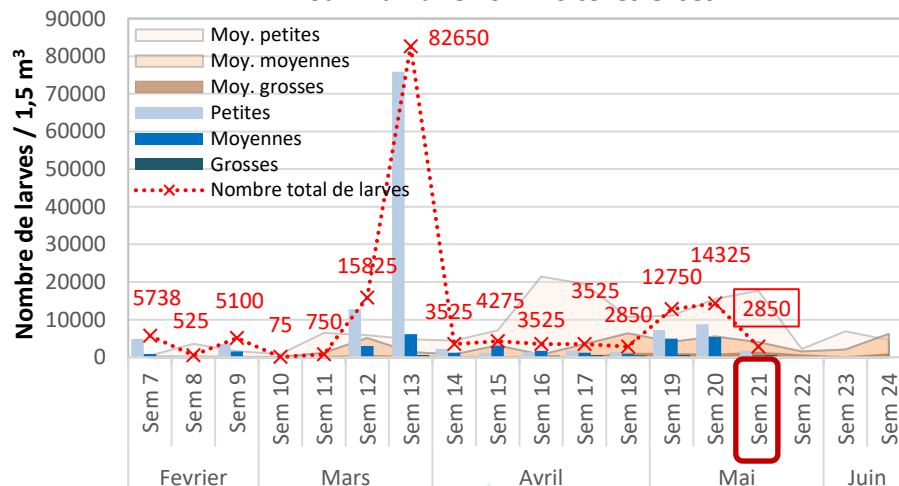 90000
80000
70000
60000
50000
40000
30000
20000
10000
0
Nombre de larves / 1,5 m³
Moy. petites
Moy. moyennes
Moy. grosses
Petites
Moyennes
Grosses
Nombre total de larves
5738
525
5100
75
750
15825
82650
3525
4275
3525
3525
2850
12750
14325
2850
Sem 7
Sem 8
Sem 9
Sem 10
Sem 11
Sem 12
Sem 13
Sem 14
Sem 15
Sem 16
Sem 17
Sem 18
Sem 19
Sem 20
Sem 21
Sem 22
Sem 23
Sem 24
Fevrier
Mars
Avril
Mai
Juin